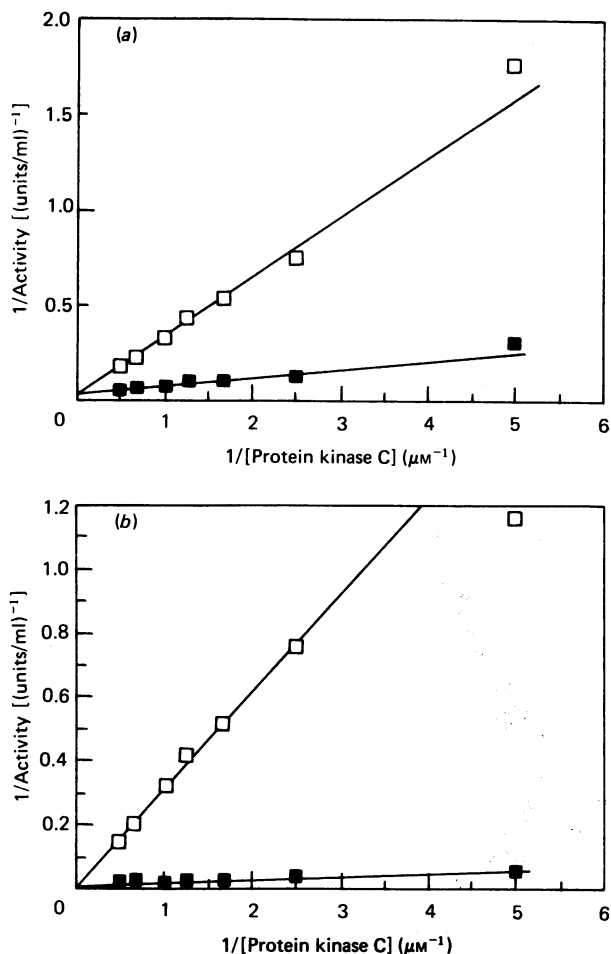 (a)
2.0
1.5
1.0
0.5
0
1/Activity [(units/ml)⁻¹]
1 2 3 4 5 6
1/[Protein kinase C] (μM⁻¹)
(b)
1.2
1.0
0.8
0.6
0.4
0.2
0
1/Activity [(units/ml)⁻¹]
1 2 3 4 5 6
1/[Protein kinase C] (μM⁻¹)